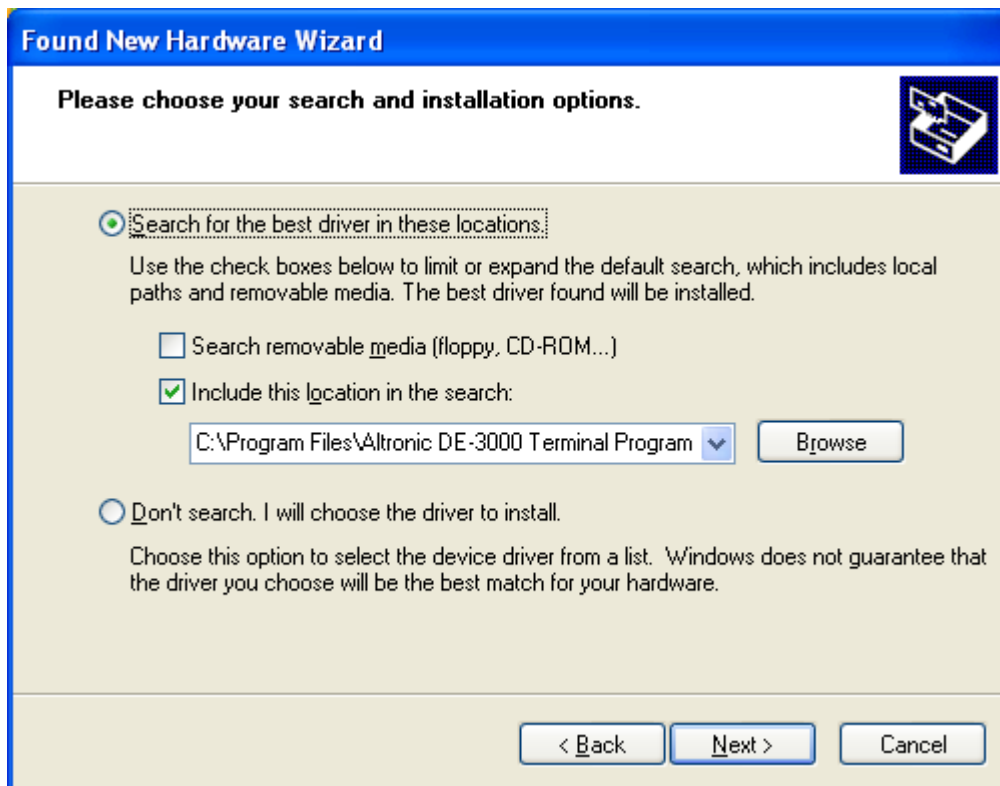 Found New Hardware Wizard
Please choose your search and installation options.
Search for the best driver in these locations.
Use the check boxes below to limit or expand the default search, which includes local
paths and removable media. The best driver found will be installed.
Search removable media (floppy, CD-ROM...)
Include this location in the search:
C:\Program Files\Altronic DE-3000 Terminal Program
Browse
Don't search. I will choose the driver to install.
Choose this option to select the device driver from a list. Windows does not guarantee that
the driver you choose will be the best match for your hardware.
< Back Next > Cancel